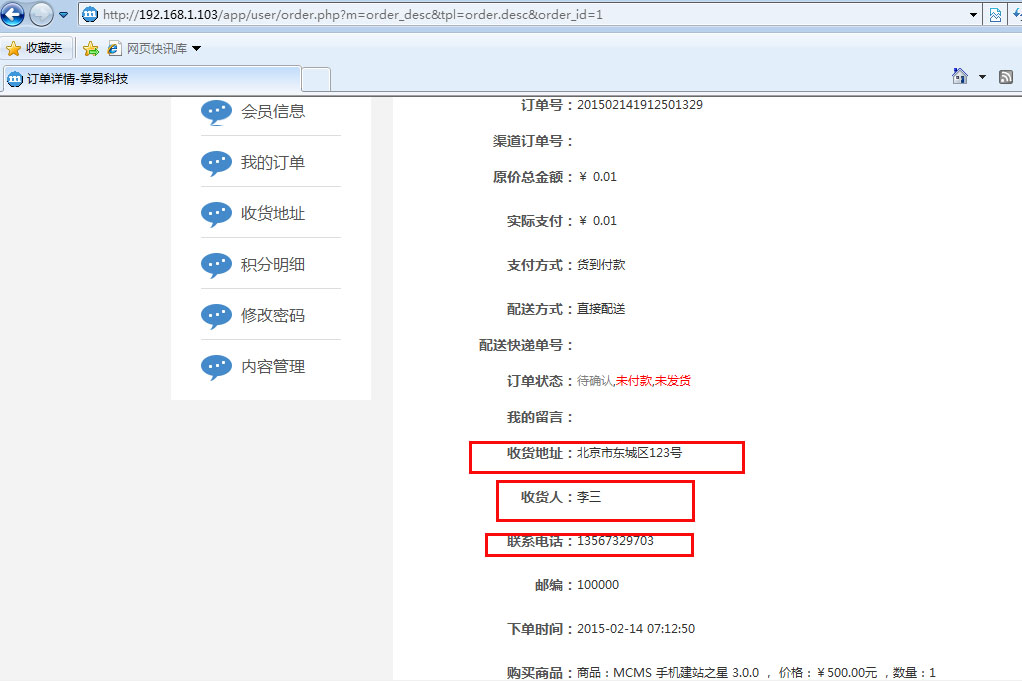 http://192.168.1.103/app/user/order.php?m=order_desc&tpl=order.desc&order_id=1
收藏夹 网页快讯库
订单详情-掌易科技
会员信息
我的订单
收货地址
积分明细
修改密码
内容管理
订单号：201502141912501329
渠道订单号：
原价总金额：￥ 0.01
实际支付：￥ 0.01
支付方式：货到付款
配送方式：直接配送
配送快递单号：
订单状态：待确认,未付款,未发货
我的留言：
收货地址：北京市东城区123号
收货人：李三
联系电话：13567329703
邮编：100000
下单时间：2015-02-14 07:12:50
购买商品：商品：MCMS 手机建站之星 3.0.0 ，价格：￥500.00元 ，数量：1